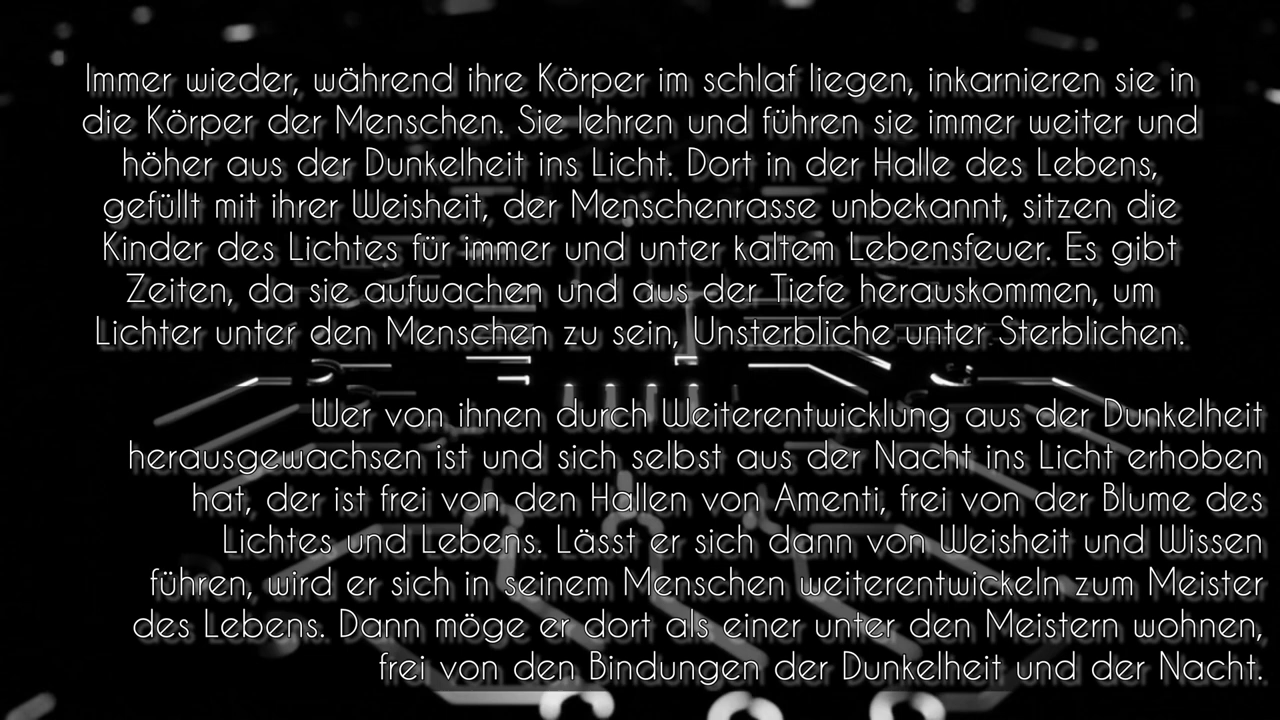 Immer wieder, während ihre Körper im schlaf liegen, inkarnieren sie in
die Körper der Menschen. Sie lehren und führen sie immer weiter und
höher aus der Dunkelheit ins Licht. Dort in der Halle des Lebens,
gefüllt mit ihrer Weisheit, der Menschenrasse unbekannt, sitzen die
Kinder des Lichtes für immer und unter kaltem Lebensfeuer. Es gibt
Zeiten, da sie aufwachen und aus der Tiefe herauskommen, um
Lichter unter den Menschen zu sein, Unsterbliche unter Sterblichen.
Wer von ihnen durch Weiterentwicklung aus der Dunkelheit
herausgewachsen ist und sich selbst aus der Nacht ins Licht erhoben
hat, der ist frei von den Hallen von Amenti, frei von der Blume des
Lichtes und Lebens. Lässt er sich dann von Weisheit und Wissen
führen, wird er sich in seinem Menschen weiterentwickeln zum Meister
des Lebens. Dann möge er dort als einer unter den Meistern wohnen,
frei von den Bindungen der Dunkelheit und der Nacht.